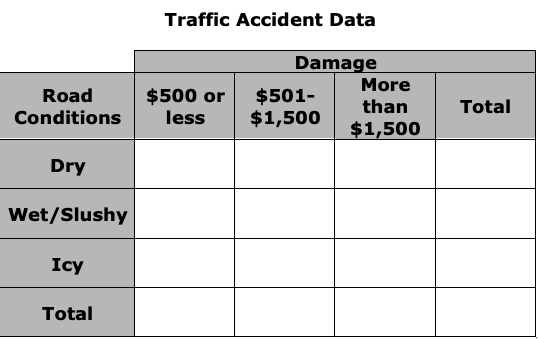 Traffic Accident Data
Damage
Road Conditions
$500 or less
$501-$1,500
More than $1,500
Total
Dry
Wet/Slushy
Icy
Total